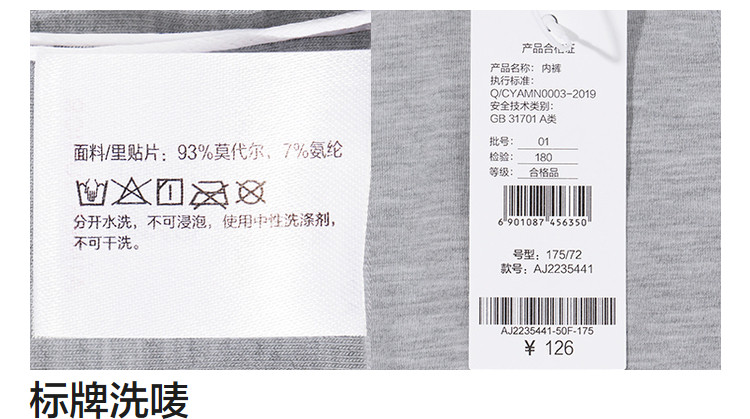 面料/里贴片：93%莫代尔、7%氨纶
分开水洗，不可浸泡，使用中性洗涤剂，
不可干洗。
产品合格证
产品名称：内裤
执行标准：
Q/CYAMN0003-2019
安全技术类别：
GB 31701 A类
批号： 01
检验： 180
等级： 合格品
6 901087 456350
号型：175/72
款号：AJ2235441
AJ2235441-50F-175
¥ 126
标牌洗唛